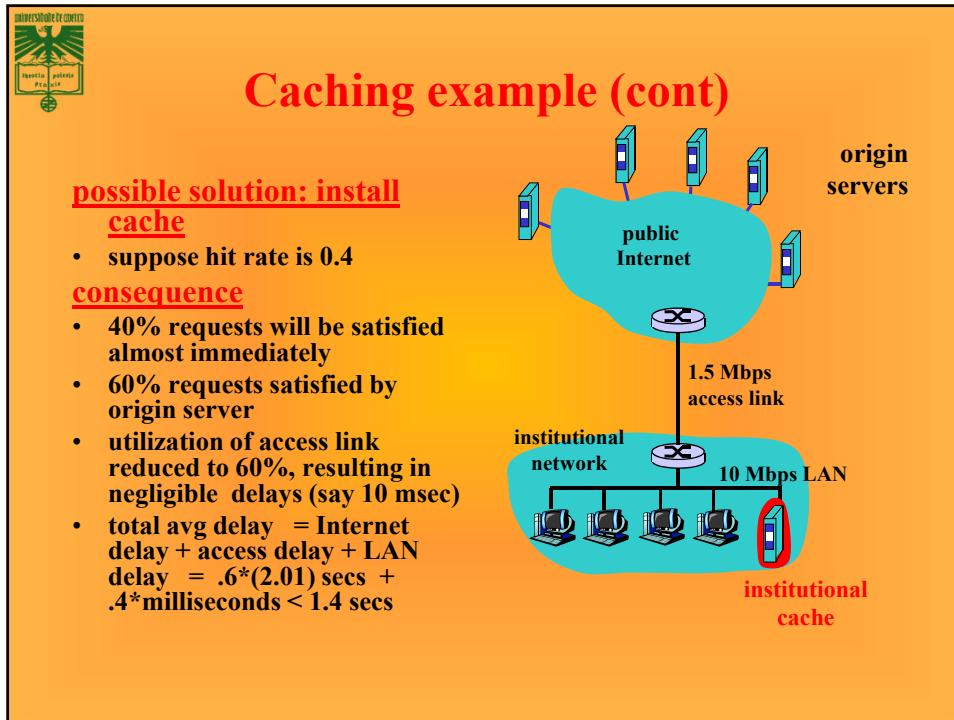 UNIVERSIDADE DE COIMBRA
Caching example (cont)
possible solution: install
cache
• suppose hit rate is 0.4
consequence
• 40% requests will be satisfied
almost immediately
• 60% requests satisfied by
origin server
• utilization of access link
reduced to 60%, resulting in
negligible delays (say 10 msec)
• total avg delay = Internet
delay + access delay + LAN
delay = .6*(2.01) secs +
.4*milliseconds < 1.4 secs
origin
servers
public
Internet
1.5 Mbps
access link
institutional
network
10 Mbps LAN
institutional
cache